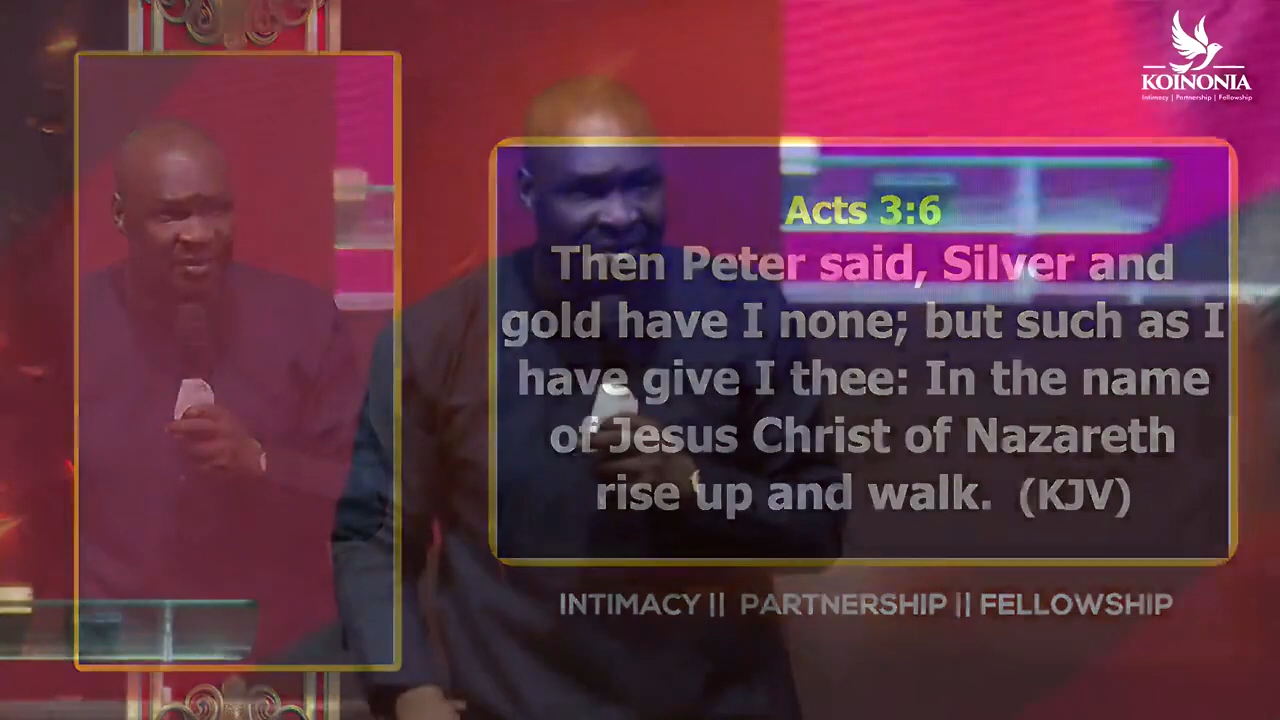 KOINONIA
Intimacy | Partnership | Fellowship
Acts 3:6
Then Peter said, Silver and
gold have I none; but such as I
have give I thee: In the name
of Jesus Christ of Nazareth
rise up and walk. (KJV)
INTIMACY || PARTNERSHIP || FELLOWSHIP